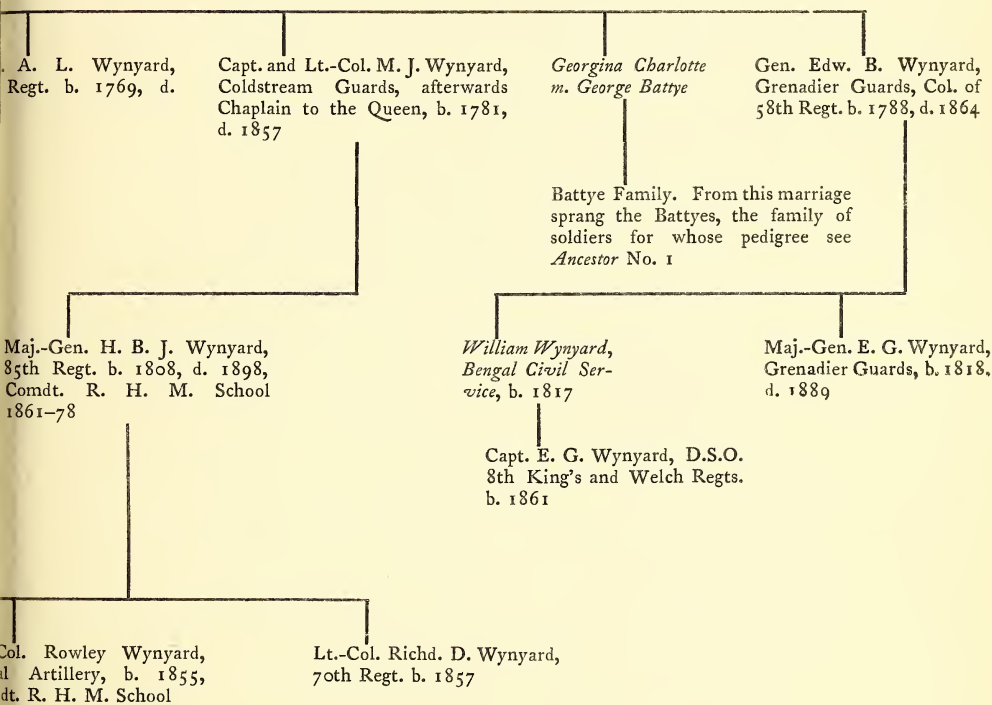 . A. L. Wynyard,
Regt. b. 1769, d.
Capt. and Lt.-Col. M. J. Wynyard,
Coldstream Guards, afterwards
Chaplain to the Queen, b. 1781,
d. 1857
Georgina Charlotte
m. George Battye
Gen. Edw. B. Wynyard,
Grenadier Guards, Col. of
58th Regt. b. 1788, d. 1864
Battye Family. From this marriage
sprang the Battyes, the family of
soldiers for whose pedigree see
Ancestor No. 1
Maj.-Gen. H. B. J. Wynyard,
85th Regt. b. 1808, d. 1898,
Comdt. R. H. M. School
1861–78
William Wynyard,
Bengal Civil Ser-
vice, b. 1817
Maj.-Gen. E. G. Wynyard,
Grenadier Guards, b. 1818,
d. 1889
Capt. E. G. Wynyard, D.S.O.
8th King's and Welch Regts.
b. 1861
Col. Rowley Wynyard,
al Artillery, b. 1855,
dt. R. H. M. School
Lt.-Col. Richd. D. Wynyard,
70th Regt. b. 1857